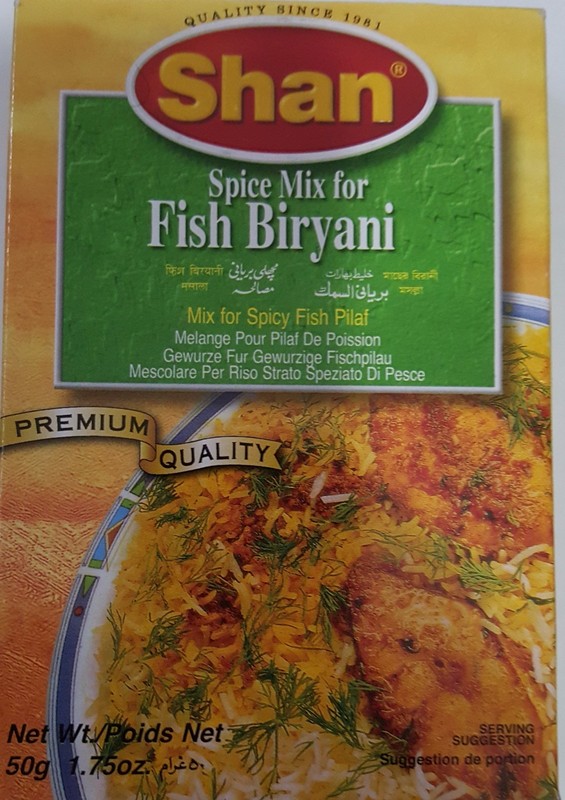 QUALITY SINCE 1981
Shan®
Spice Mix for
Fish Biryani
फ़िश बिरयानी
मसाला
مچھلی بریانی
مصالحہ
خليط بهارات
برياني السمك
মাছের বিরানী
মসল্লা
Mix for Spicy Fish Pilaf
Melange Pour Pilaf De Poission
Gewurze Fur Gewurzige Fischpilau
Mescolare Per Riso Strato Speziato Di Pesce
PREMIUM
QUALITY
Net Wt./Poids Net
50g 1.75oz. ٥٠غرام
SERVING
SUGGESTION
Suggestion de portion